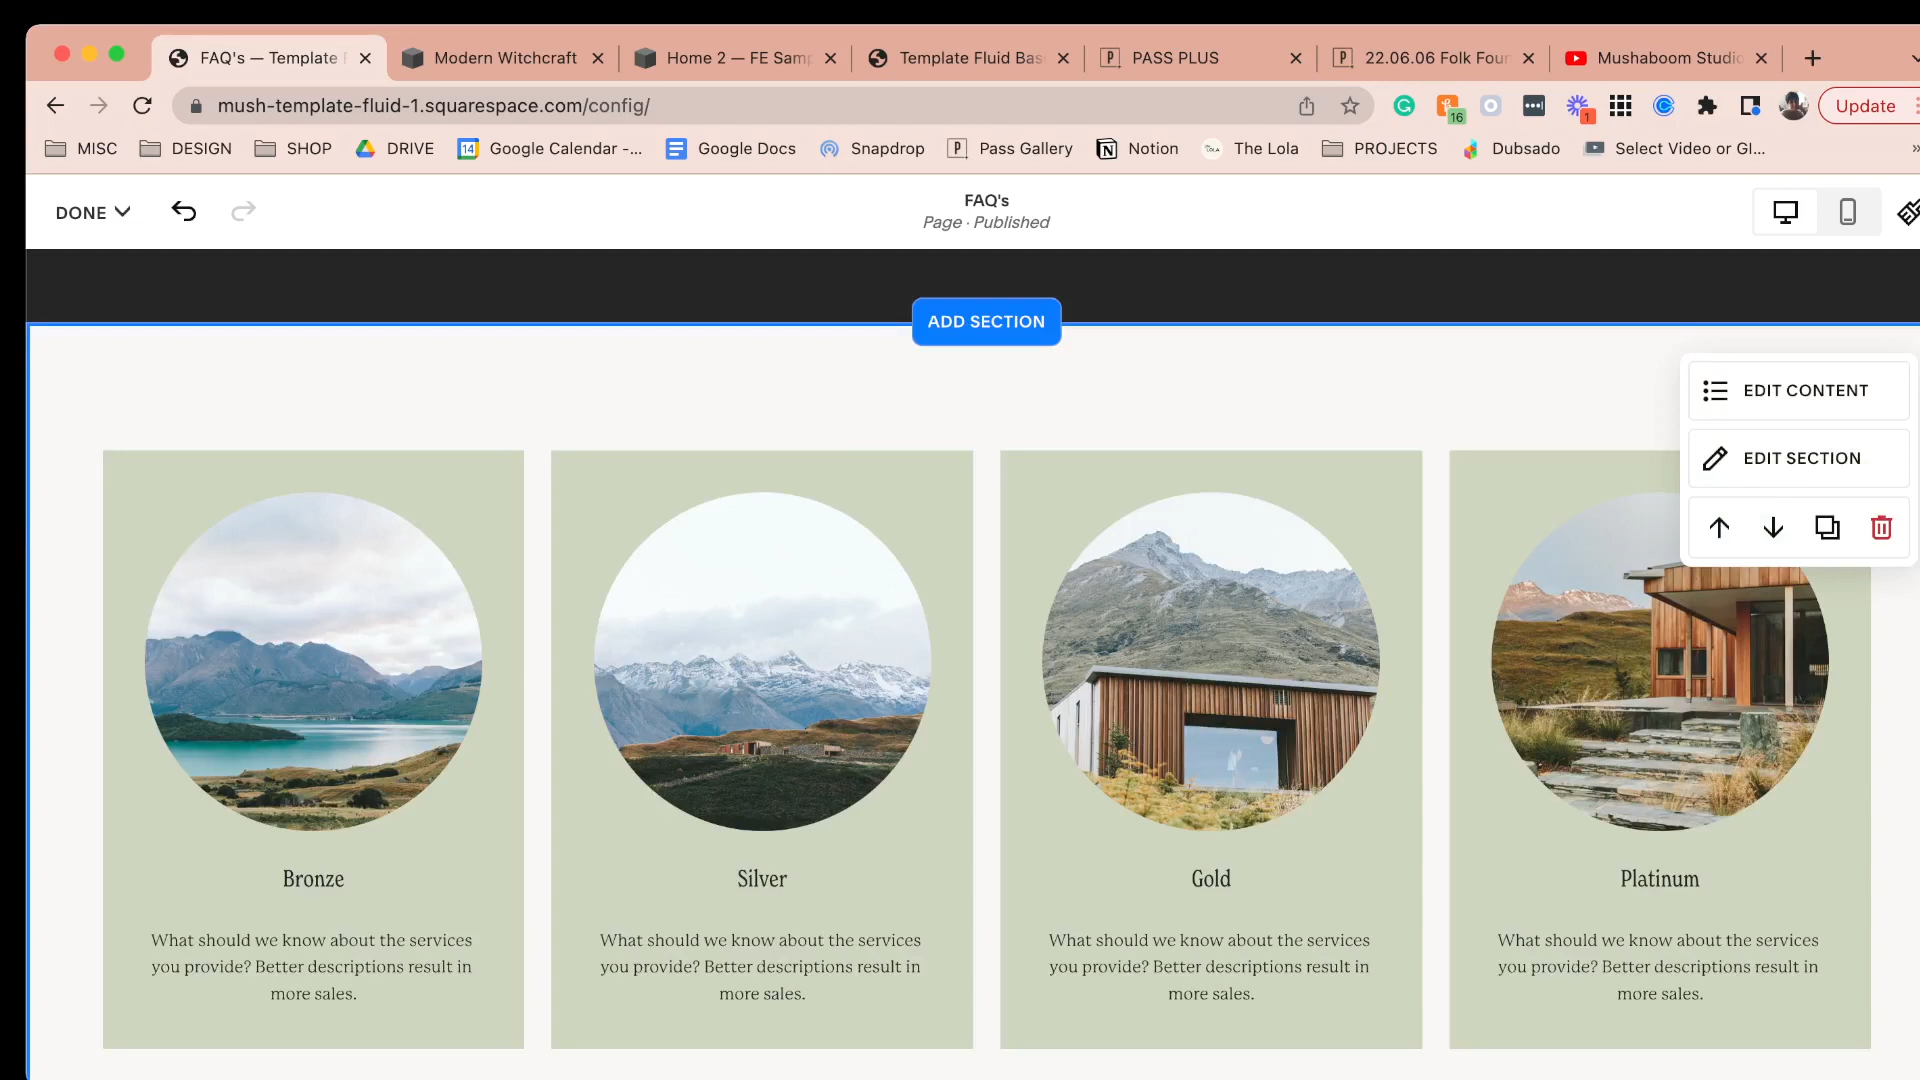 FAQ's — Template
Modern Witchcraft
Home 2 — FE Samp
Template Fluid Bas
PASS PLUS
22.06.06 Folk Four
Mushaboom Studio
mush-template-fluid-1.squarespace.com/config/
16
1
Update
MISC
DESIGN
SHOP
DRIVE
14
Google Calendar -...
Google Docs
Snapdrop
Pass Gallery
Notion
The Lola
PROJECTS
Dubsado
Select Video or GI...
DONE
FAQ's
Page · Published
ADD SECTION
EDIT CONTENT
EDIT SECTION
Bronze
What should we know about the services
you provide? Better descriptions result in
more sales.
Silver
What should we know about the services
you provide? Better descriptions result in
more sales.
Gold
What should we know about the services
you provide? Better descriptions result in
more sales.
Platinum
What should we know about the services
you provide? Better descriptions result in
more sales.